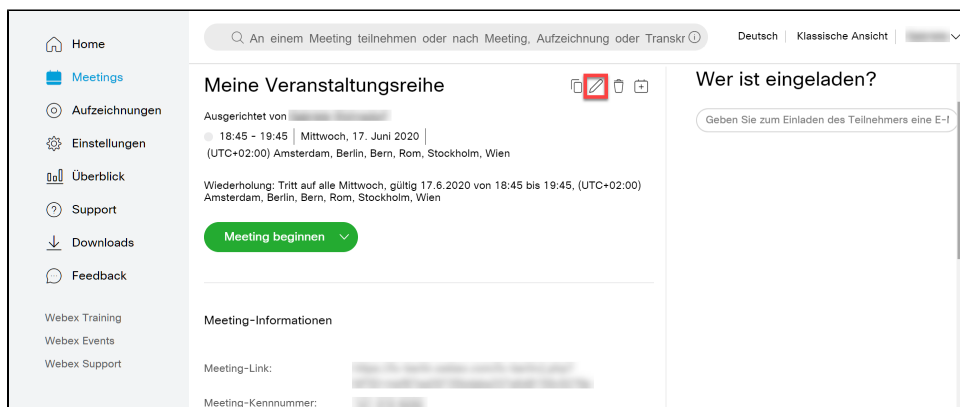 Home
Meetings
Aufzeichnungen
Einstellungen
Überblick
Support
Downloads
Feedback
Webex Training
Webex Events
Webex Support
An einem Meeting teilnehmen oder nach Meeting, Aufzeichnung oder Transkr
Deutsch
Klassische Ansicht
Meine Veranstaltungsreihe
Ausgerichtet von
18:45 - 19:45 | Mittwoch, 17. Juni 2020 |
(UTC+02:00) Amsterdam, Berlin, Bern, Rom, Stockholm, Wien
Wiederholung: Tritt auf alle Mittwoch, gültig 17.6.2020 von 18:45 bis 19:45, (UTC+02:00)
Amsterdam, Berlin, Bern, Rom, Stockholm, Wien
Meeting beginnen
Meeting-Informationen
Meeting-Link:
Meeting-Kennnummer:
Wer ist eingeladen?
Geben Sie zum Einladen des Teilnehmers eine E-M